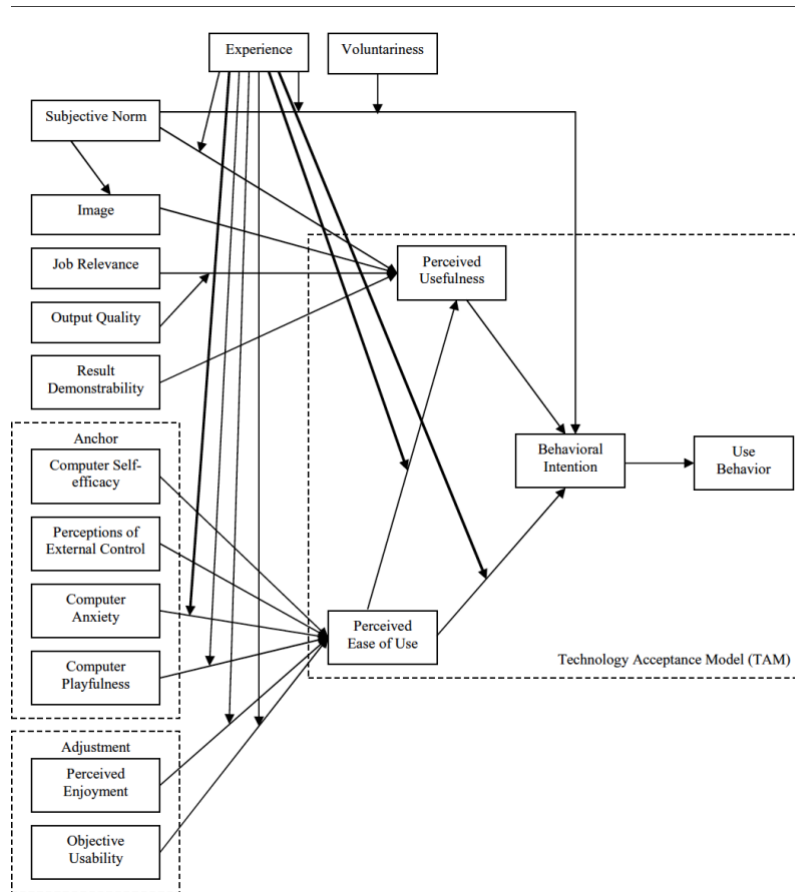 Experience
Voluntariness
Subjective Norm
Image
Job Relevance
Output Quality
Result
Demonstrability
Perceived
Usefulness
Anchor
Computer Self-
efficacy
Perceptions of
External Control
Computer
Anxiety
Computer
Playfulness
Behavioral
Intention
Use
Behavior
Perceived
Ease of Use
Technology Acceptance Model (TAM)
Adjustment
Perceived
Enjoyment
Objective
Usability